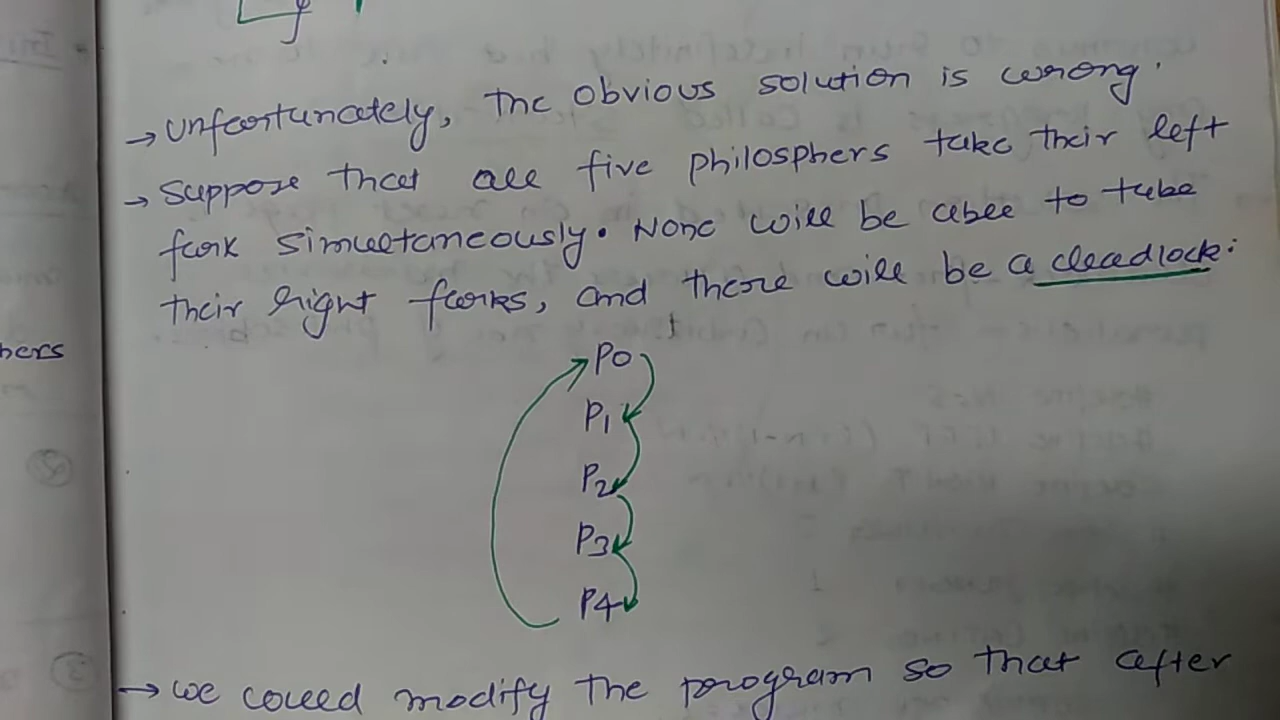 → Unfortunately, the obvious solution is wrong.
→ Suppose that all five philosphers take their left
fork simultaneously. None will be able to take
their right forks, and there will be a deadlock.
hers
P0
P1
P2
P3
P4
→ we could modify the program so that after